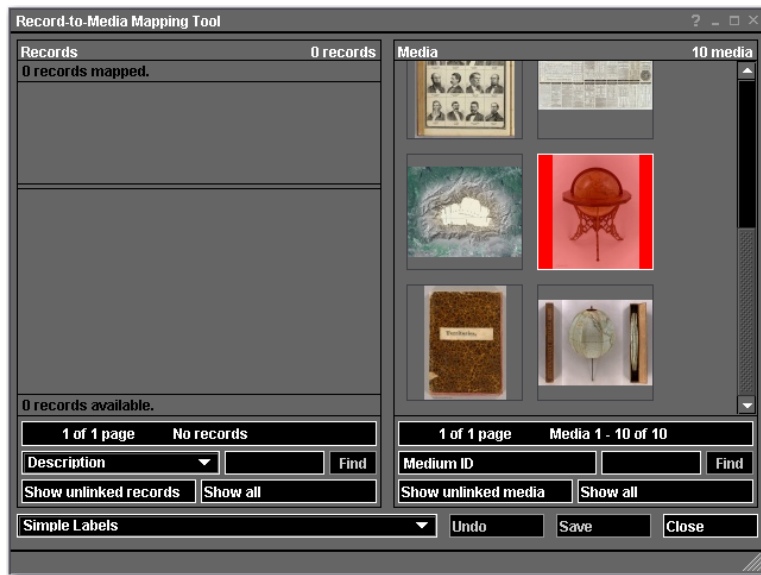 Record-to-Media Mapping Tool
Records 0 records
0 records mapped.
0 records available.
1 of 1 page No records
Description Find
Show unlinked records Show all
Media 10 media
1 of 1 page Media 1 - 10 of 10
Medium ID Find
Show unlinked media Show all
Simple Labels Undo Save Close